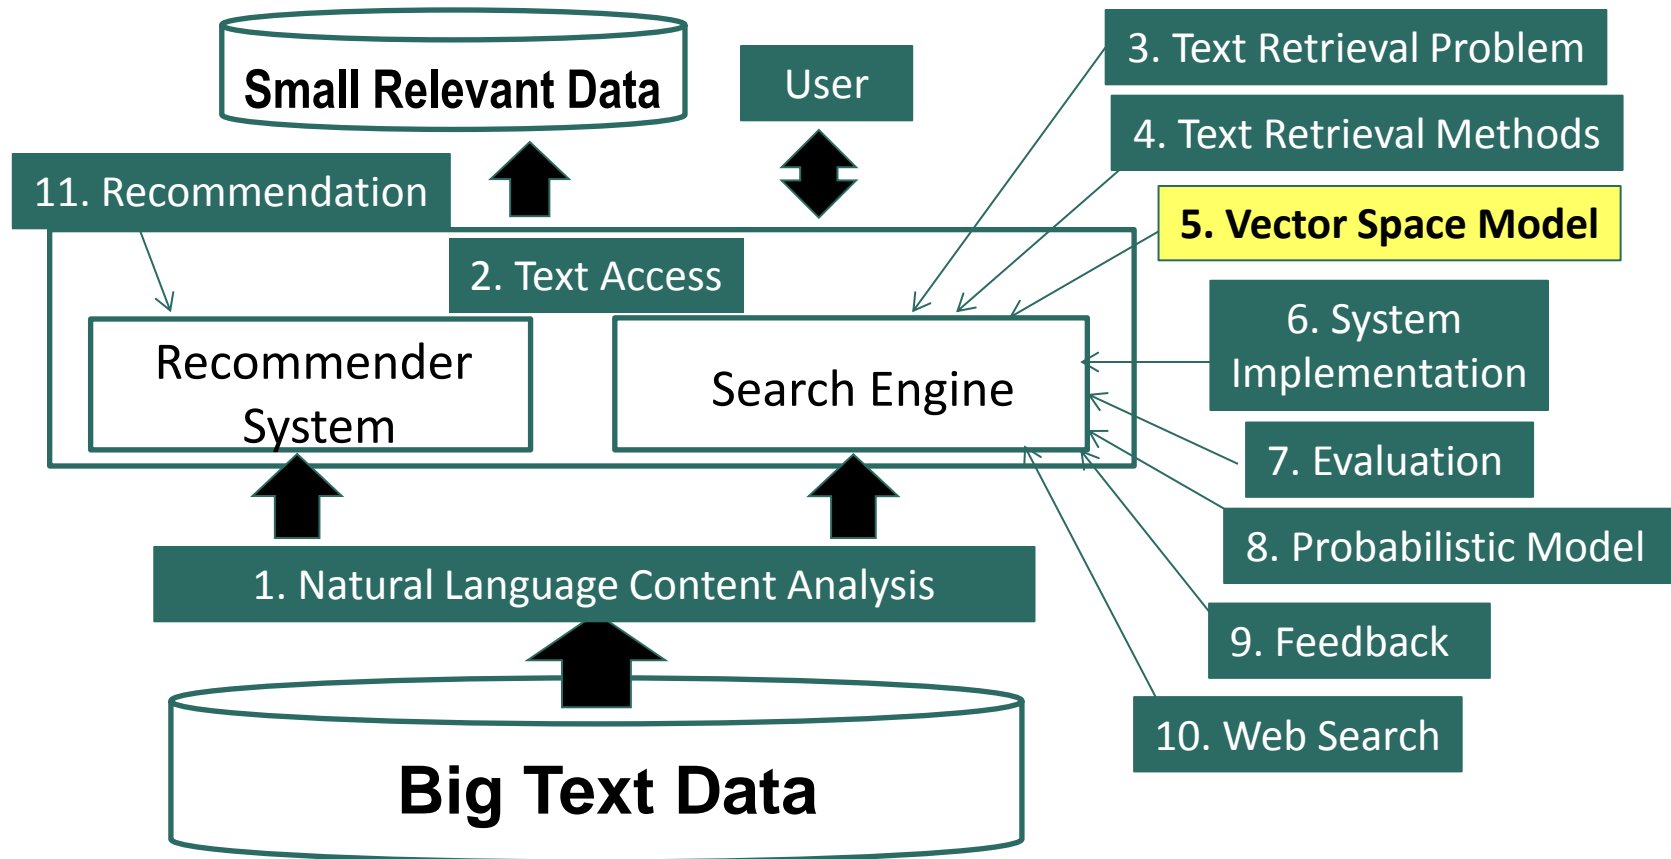 Small Relevant Data
User
3. Text Retrieval Problem
4. Text Retrieval Methods
11. Recommendation
5. Vector Space Model
2. Text Access
6. System
Implementation
Recommender
System
Search Engine
7. Evaluation
8. Probabilistic Model
1. Natural Language Content Analysis
9. Feedback
10. Web Search
Big Text Data